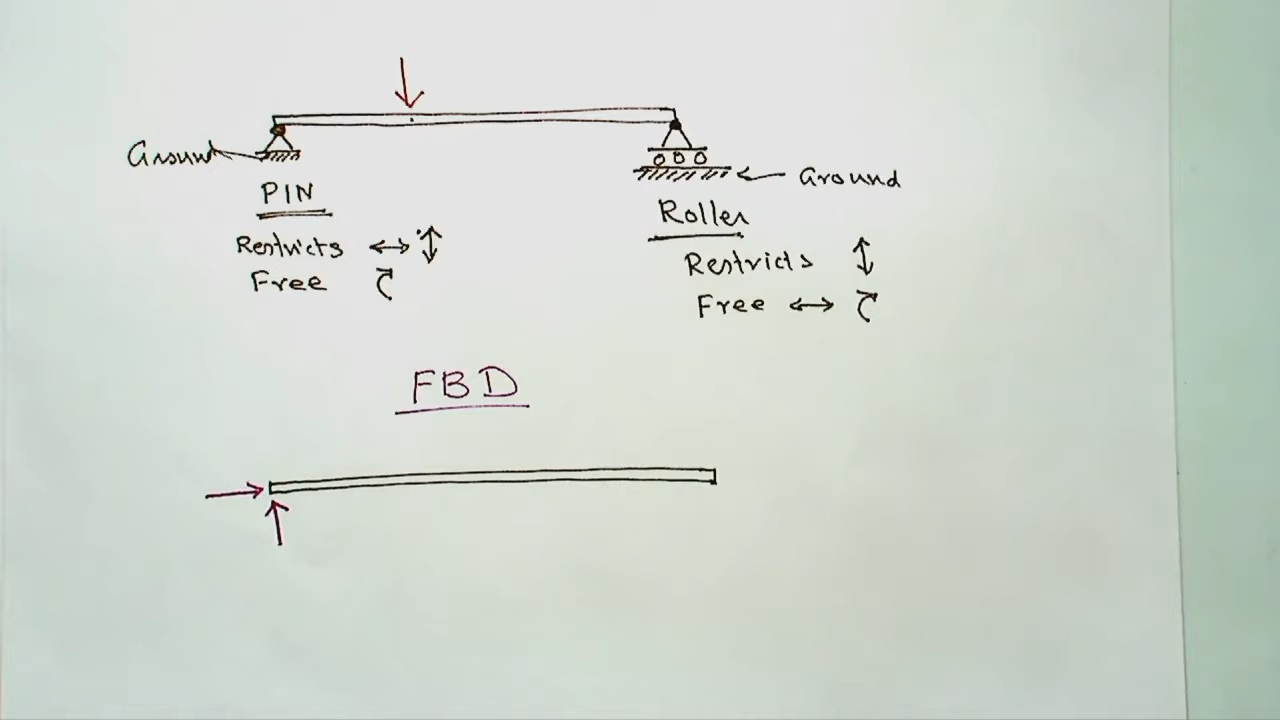 Ground
PIN
Restricts ↔ ↕
Free
Ground
Roller
Restricts ↕
Free ↔
FBD